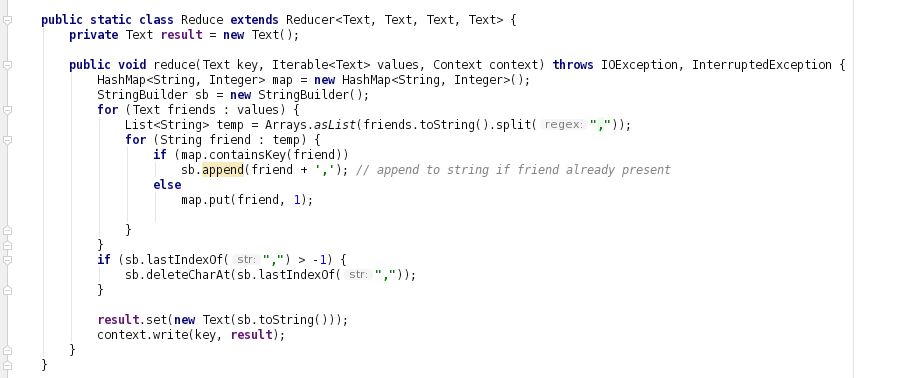 public static class Reduce extends Reducer<Text, Text, Text, Text> {
    private Text result = new Text();
    public void reduce(Text key, Iterable<Text> values, Context context) throws IOException, InterruptedException {
        HashMap<String, Integer> map = new HashMap<String, Integer>();
        StringBuilder sb = new StringBuilder();
        for (Text friends : values) {
            List<String> temp = Arrays.asList(friends.toString().split( regex: ","));
            for (String friend : temp) {
                if (map.containsKey(friend))
                    sb.append(friend + ','); // append to string if friend already present
                else
                    map.put(friend, 1);
            }
        }
        if (sb.lastIndexOf( str: ",") > -1) {
            sb.deleteCharAt(sb.lastIndexOf( str: ","));
        }
        result.set(new Text(sb.toString()));
        context.write(key, result);
    }
}